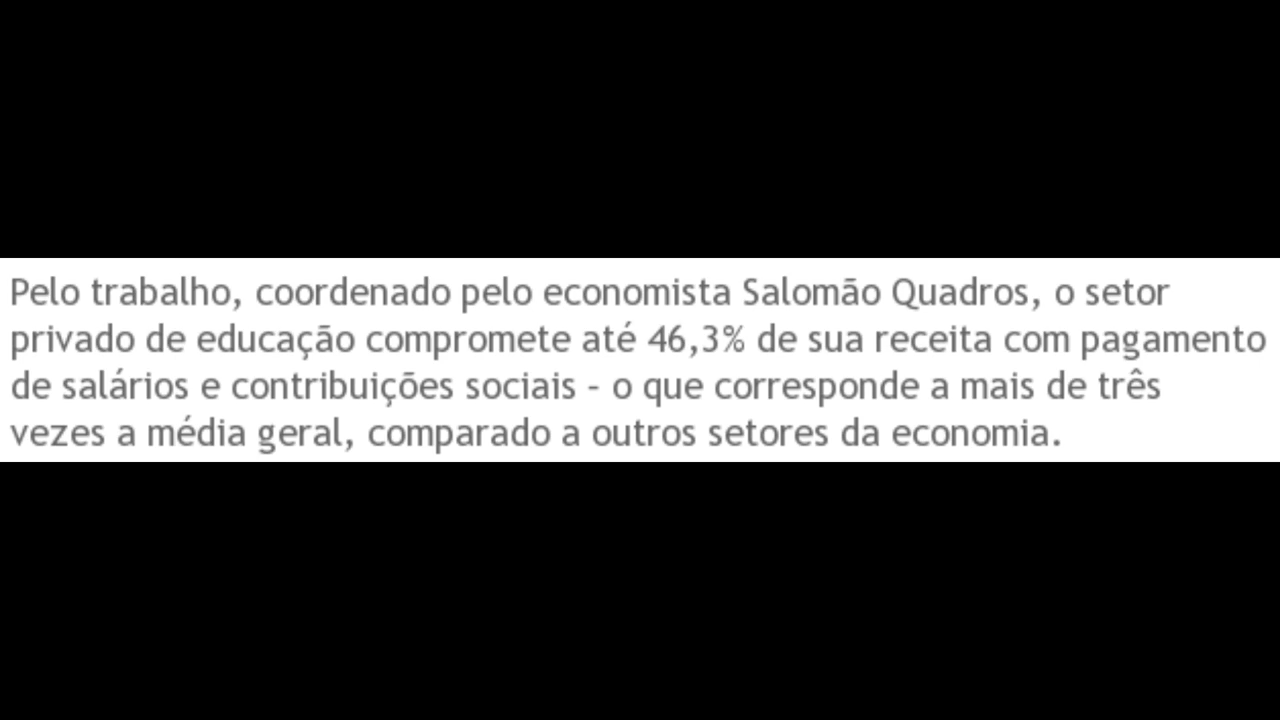 Pelo trabalho, coordenado pelo economista Salomão Quadros, o setor
privado de educação compromete até 46,3% de sua receita com pagamento
de salários e contribuições sociais – o que corresponde a mais de três
vezes a média geral, comparado a outros setores da economia.